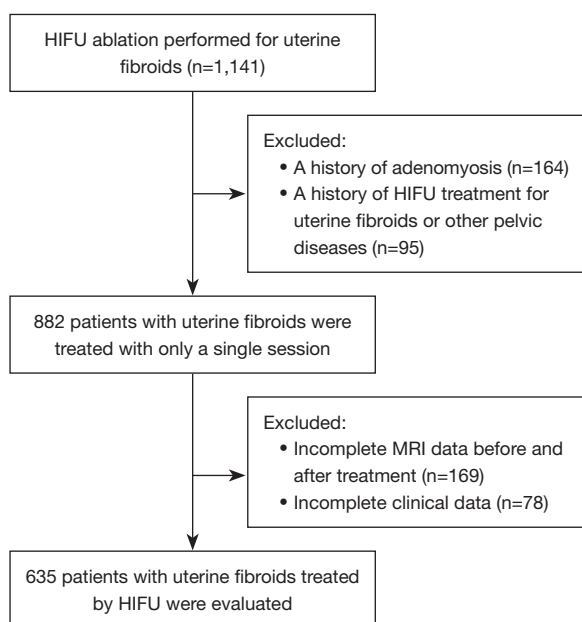 HIFU ablation performed for uterine
fibroids (n=1,141)
Excluded:
• A history of adenomyosis (n=164)
• A history of HIFU treatment for
uterine fibroids or other pelvic
diseases (n=95)
882 patients with uterine fibroids were
treated with only a single session
Excluded:
• Incomplete MRI data before and
after treatment (n=169)
• Incomplete clinical data (n=78)
635 patients with uterine fibroids treated
by HIFU were evaluated